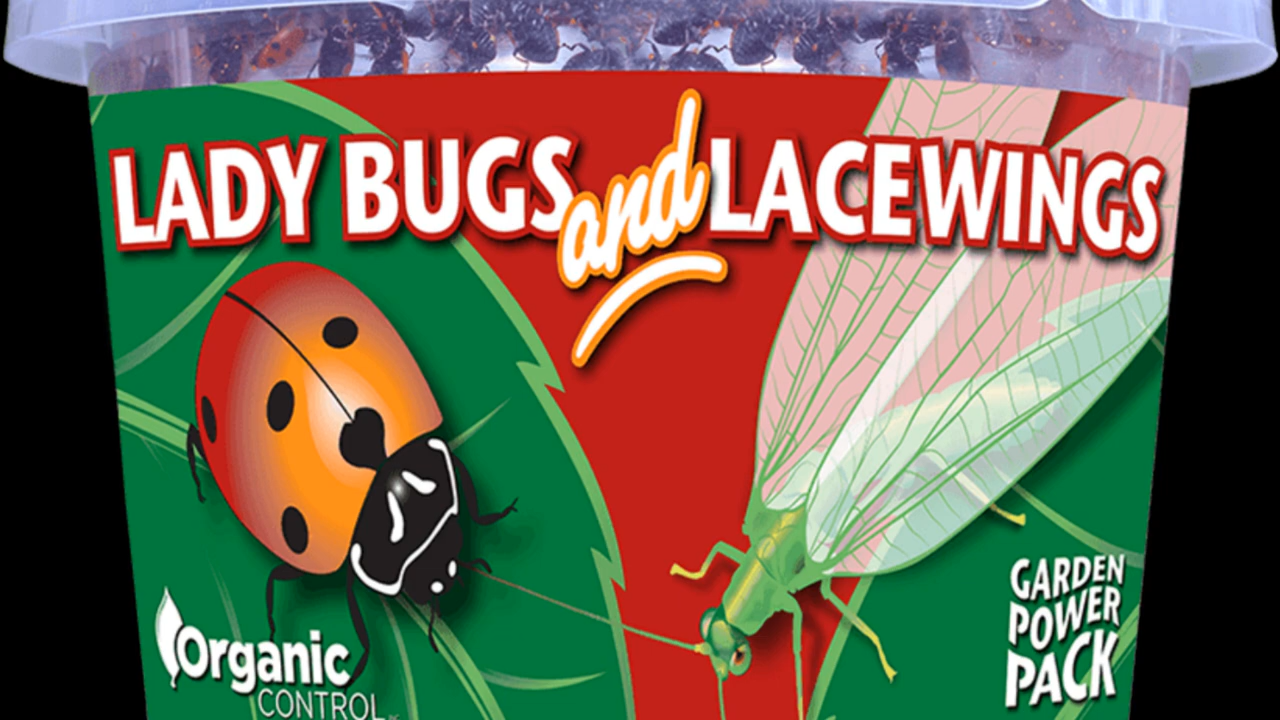 LADY BUGS and LACEWINGS
Organic
CONTROL
GARDEN
POWER
PACK